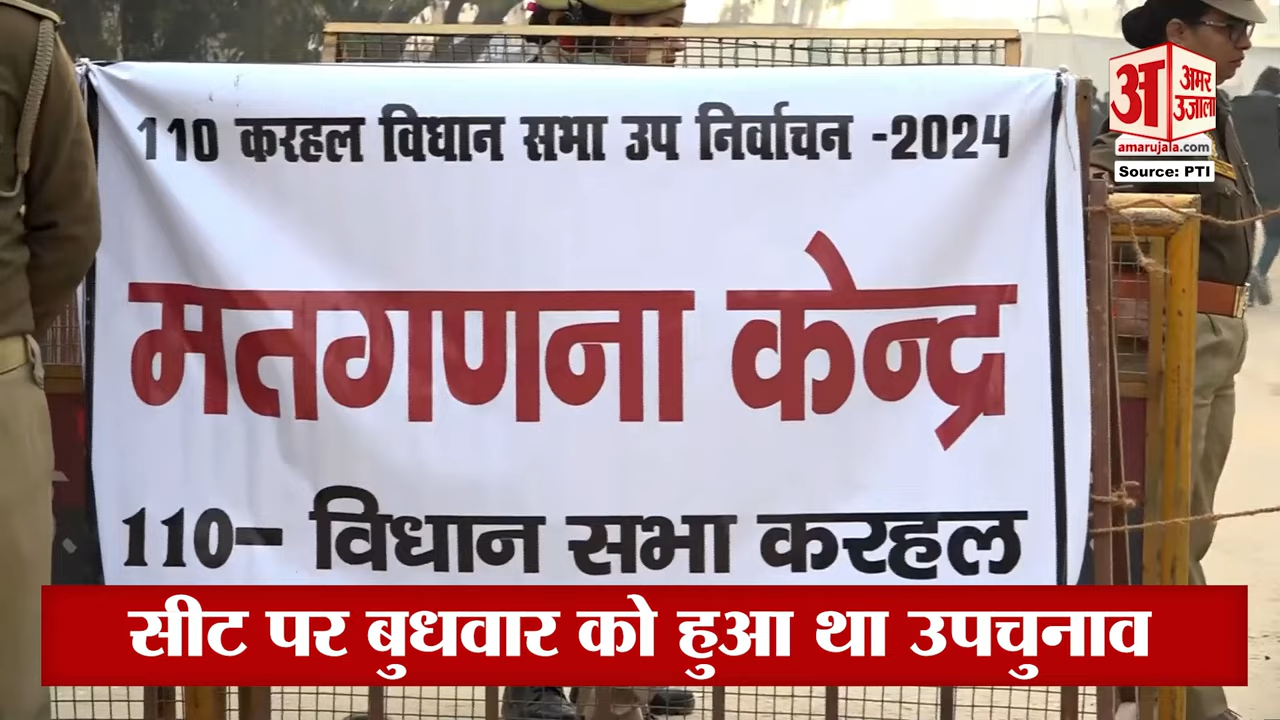 110 करहल विधान सभा उप निर्वाचन -2024
अ
अमर
उजाला
amarujala.com
Source: PTI
मतगणना केन्द्र
110- विधान सभा करहल
सीट पर बुधवार को हुआ था उपचुनाव